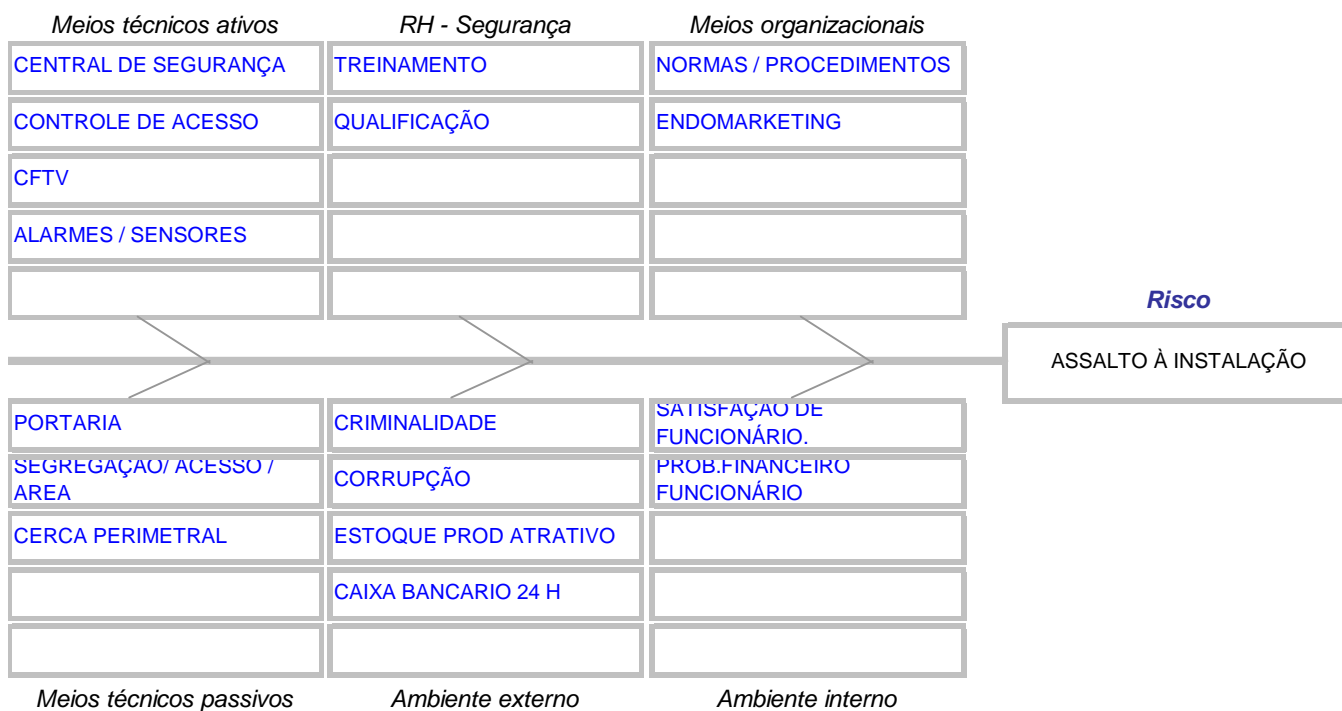 Meios técnicos ativos
RH - Segurança
Meios organizacionais
CENTRAL DE SEGURANÇA
TREINAMENTO
NORMAS / PROCEDIMENTOS
CONTROLE DE ACESSO
QUALIFICAÇÃO
ENDOMARKETING
CFTV
ALARMES / SENSORES
Risco
ASSALTO À INSTALAÇÃO
PORTARIA
CRIMINALIDADE
SATISFAÇÃO DE
FUNCIONÁRIO.
SEGREGAÇÃO/ ACESSO /
AREA
CORRUPÇÃO
PROB.FINANCEIRO
FUNCIONÁRIO
CERCA PERIMETRAL
ESTOQUE PROD ATRATIVO
CAIXA BANCARIO 24 H
Meios técnicos passivos
Ambiente externo
Ambiente interno